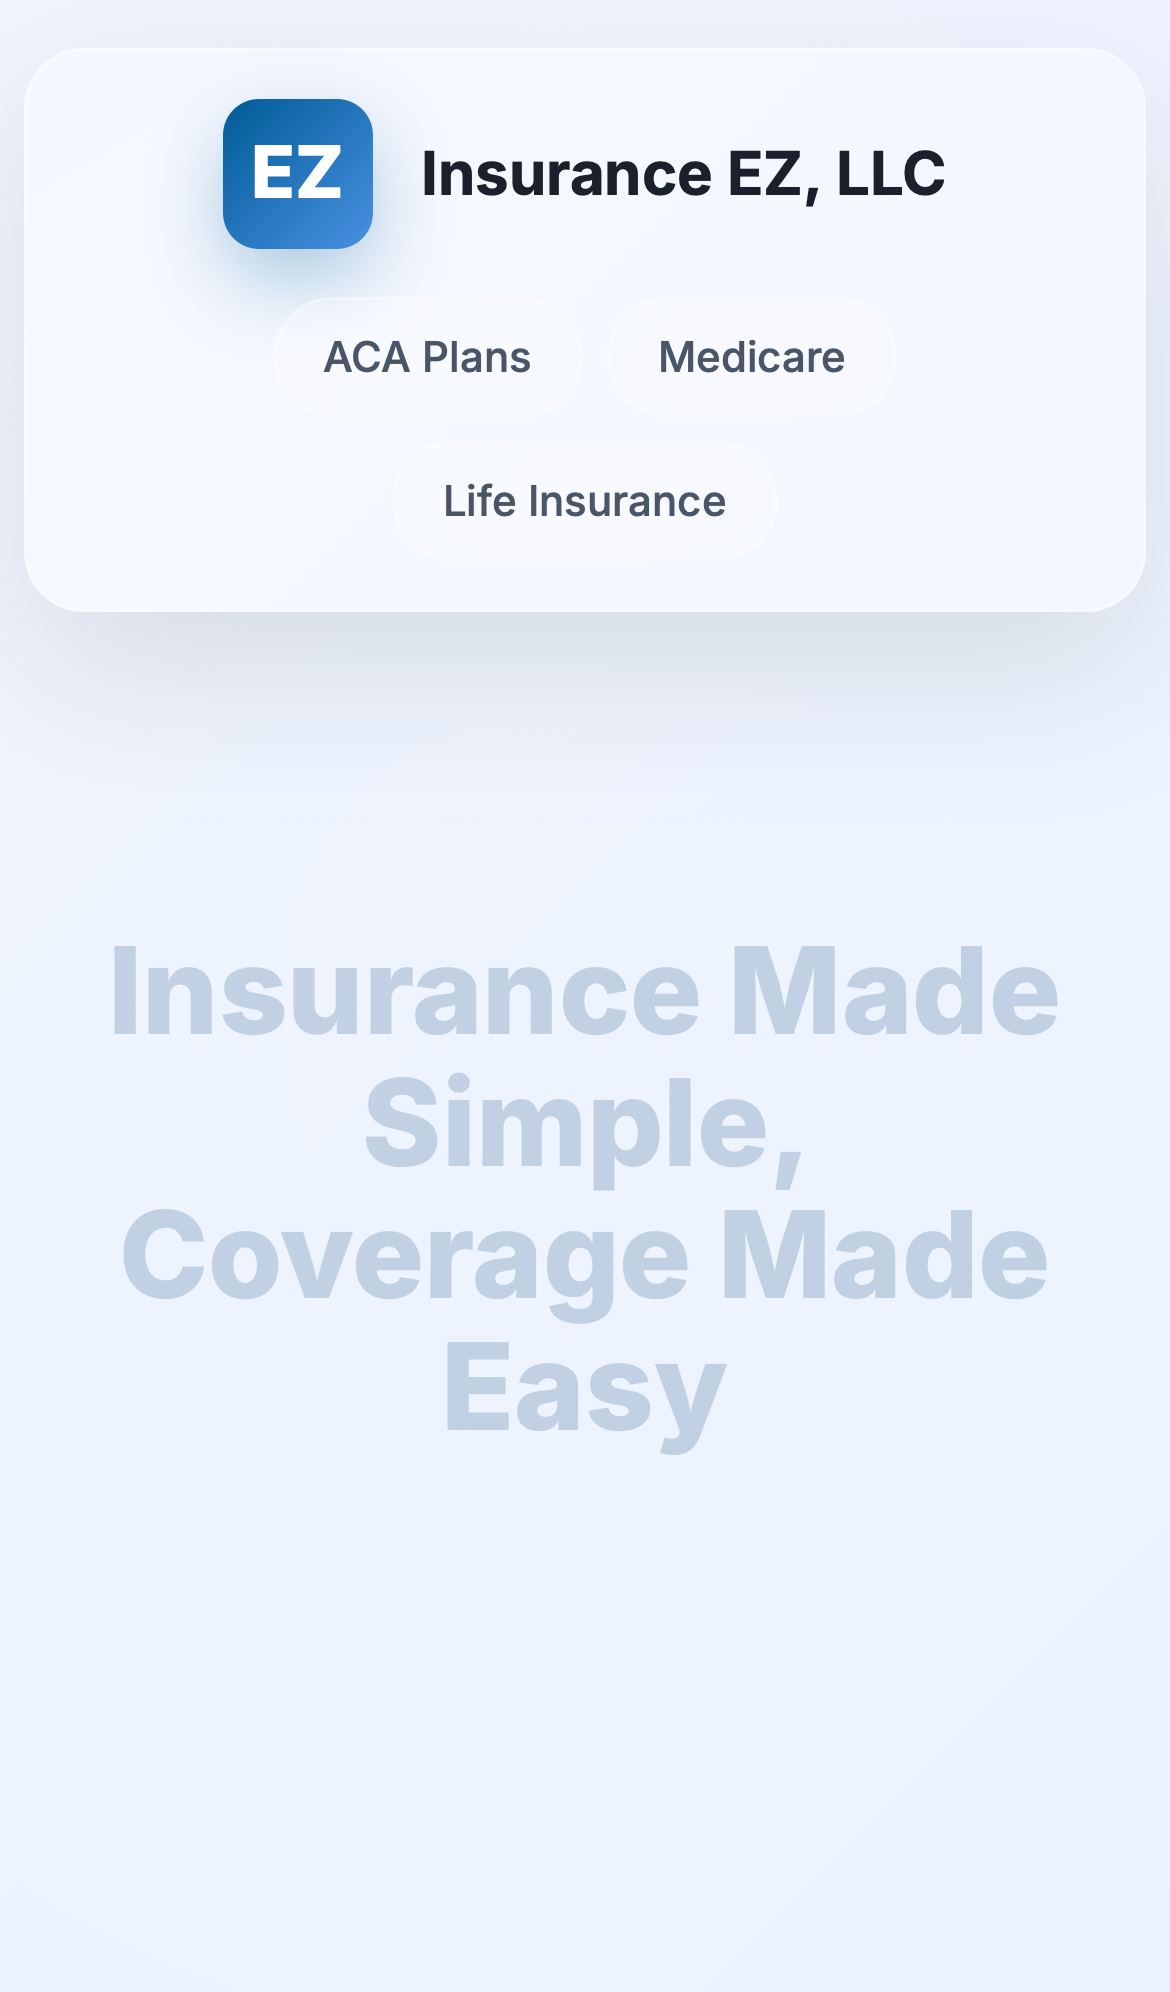 EZ
Insurance EZ, LLC
ACA Plans
Medicare
Life Insurance
Insurance Made
Simple,
Coverage Made
Easy